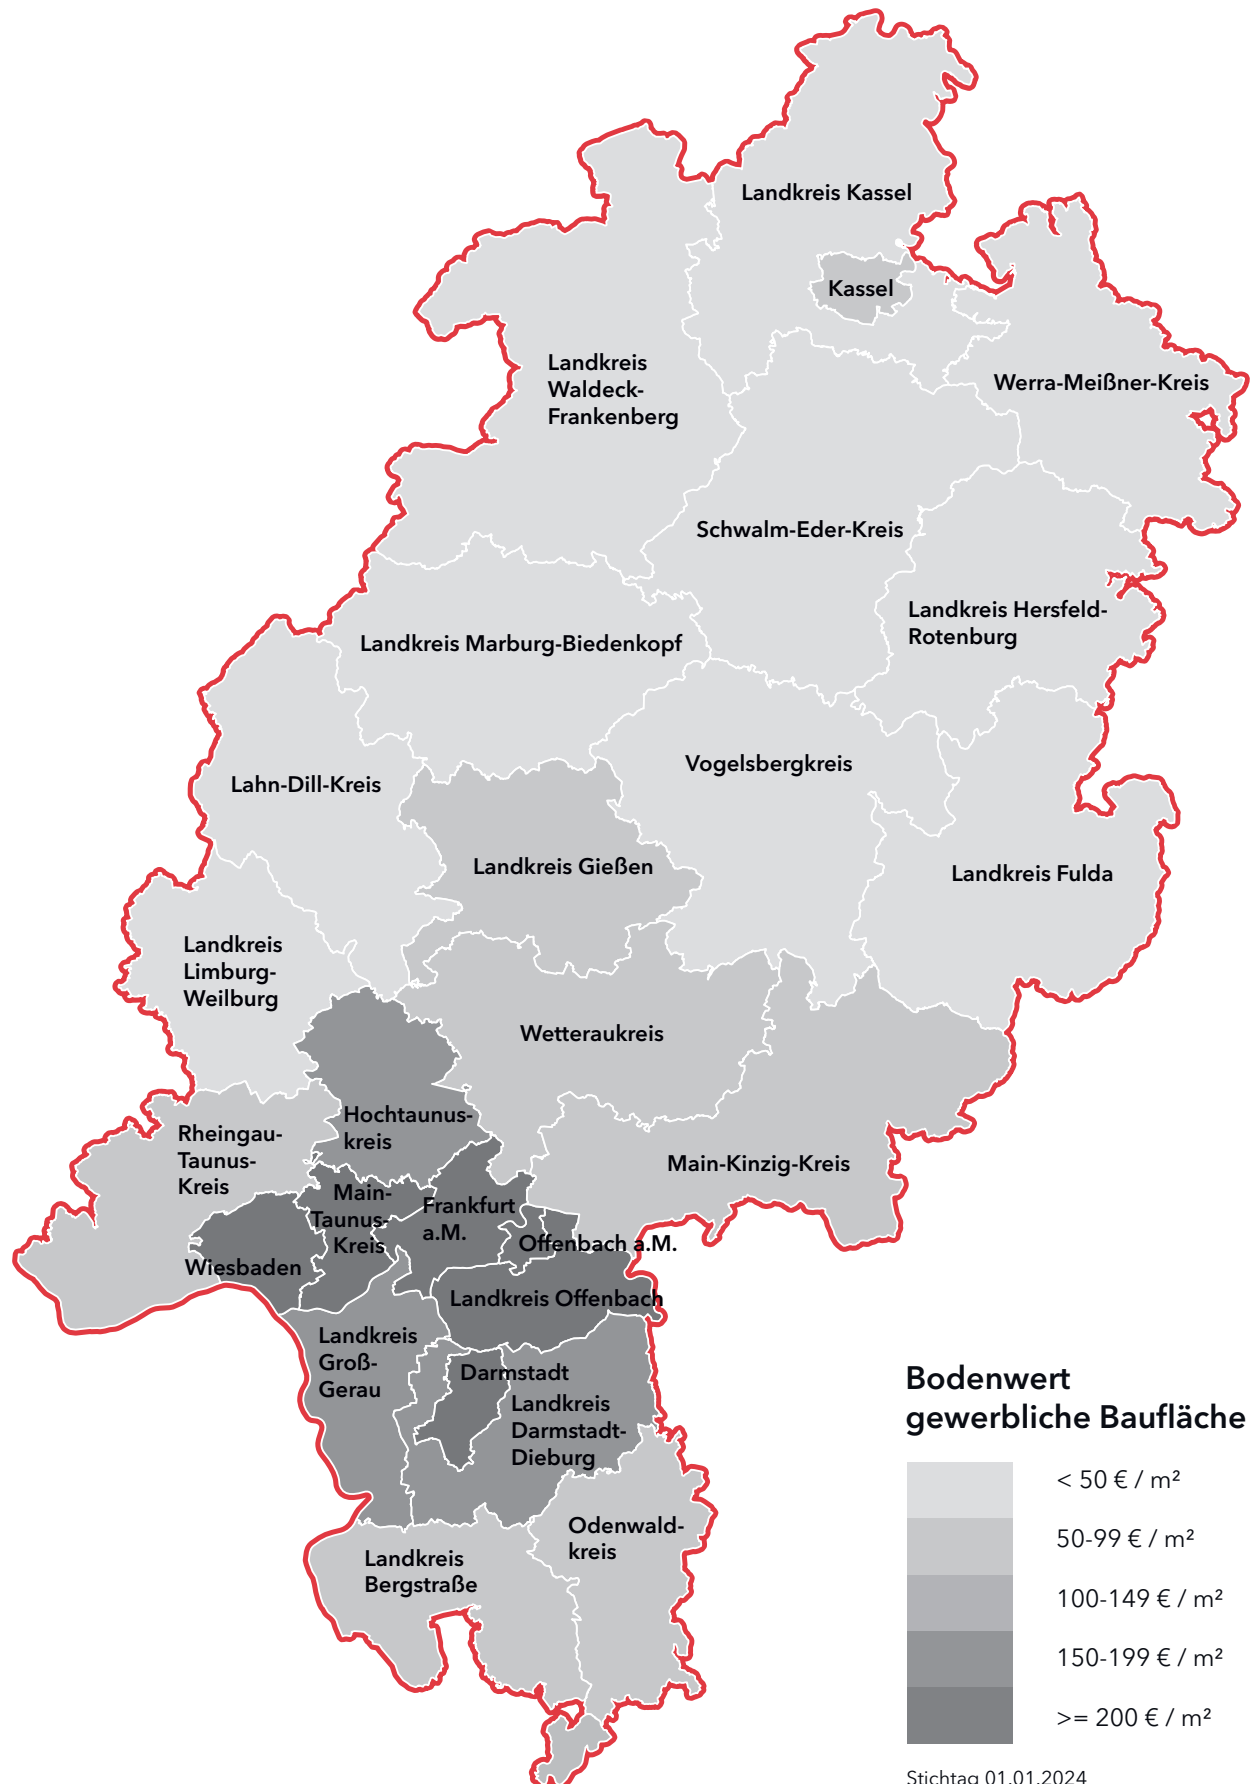 Landkreis Kassel
Kassel
Landkreis
Waldeck-
Frankenberg
Werra-Meißner-Kreis
Schwalm-Eder-Kreis
Landkreis Hersfeld-
Rotenburg
Landkreis Marburg-Biedenkopf
Vogelsbergkreis
Lahn-Dill-Kreis
Landkreis Gießen
Landkreis Fulda
Landkreis
Limburg-
Weilburg
Wetteraukreis
Hochtaunus-
kreis
Rheingau-
Taunus-
Kreis
Main-Kinzig-Kreis
Main-
Taunus-
Kreis
Frankfurt
a.M.
Offenbach a.M.
Wiesbaden
Landkreis Offenbach
Landkreis
Groß-
Gerau
Darmstadt
Landkreis
Darmstadt-
Dieburg
Odenwald-
kreis
Landkreis
Bergstraße
Bodenwert
gewerbliche Baufläche
< 50 € / m²
50-99 € / m²
100-149 € / m²
150-199 € / m²
>= 200 € / m²
Stichtag 01.01.2024